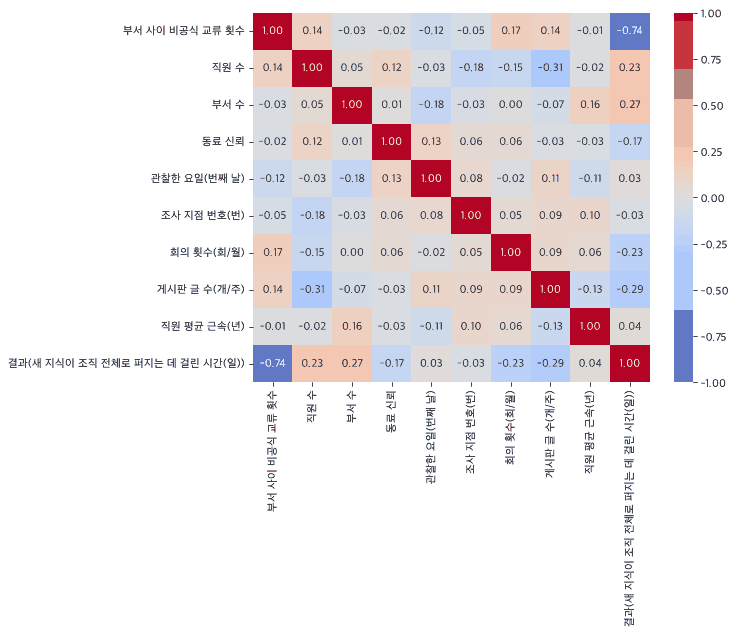 부서 사이 비공식 교류 횟수 1.00 0.14 -0.03 -0.02 -0.12 -0.05 0.17 0.14 -0.01 -0.74
직원 수 0.14 1.00 0.05 0.12 -0.03 -0.18 -0.15 -0.31 -0.02 0.23
부서 수 -0.03 0.05 1.00 0.01 -0.18 -0.03 0.00 -0.07 0.16 0.27
동료 신뢰 -0.02 0.12 0.01 1.00 0.13 0.06 0.06 -0.03 -0.03 -0.17
관찰한 요일(번째 날) -0.12 -0.03 -0.18 0.13 1.00 0.08 -0.02 0.11 -0.11 0.03
조사 지점 번호(번) -0.05 -0.18 -0.03 0.06 0.08 1.00 0.05 0.09 0.10 -0.03
회의 횟수(회/월) 0.17 -0.15 0.00 0.06 -0.02 0.05 1.00 0.09 0.06 -0.23
게시판 글 수(개/주) 0.14 -0.31 -0.07 -0.03 0.11 0.09 0.09 1.00 -0.13 -0.29
직원 평균 근속(년) -0.01 -0.02 0.16 -0.03 -0.11 0.10 0.06 -0.13 1.00 0.04
결과(새 지식이 조직 전체로 퍼지는 데 걸린 시간(일)) -0.74 0.23 0.27 -0.17 0.03 -0.03 -0.23 -0.29 0.04 1.00
부서 사이 비공식 교류 횟수
직원 수
부서 수
동료 신뢰
관찰한 요일(번째 날)
조사 지점 번호(번)
회의 횟수(회/월)
게시판 글 수(개/주)
직원 평균 근속(년)
결과(새 지식이 조직 전체로 퍼지는 데 걸린 시간(일))
1.00
0.75
0.50
0.25
0.00
-0.25
-0.50
-0.75
-1.00